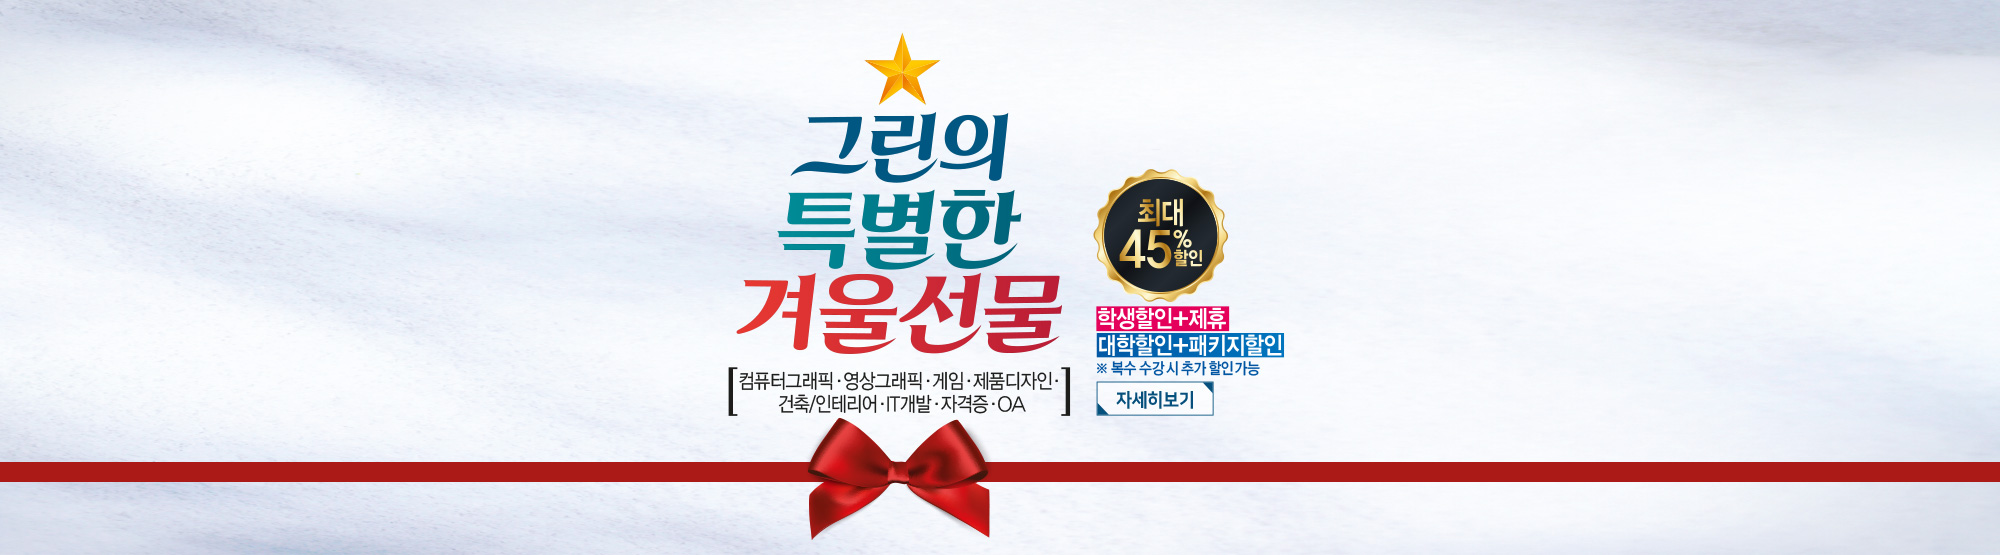 그린의
특별한
겨울선물
[컴퓨터그래픽·영상그래픽·게임·제품디자인·
건축/인테리어·IT개발·자격증·OA]
최대
45%
할인
학생할인+제휴
대학할인+패키지할인
※ 복수 수강 시 추가 할인 가능
자세히보기